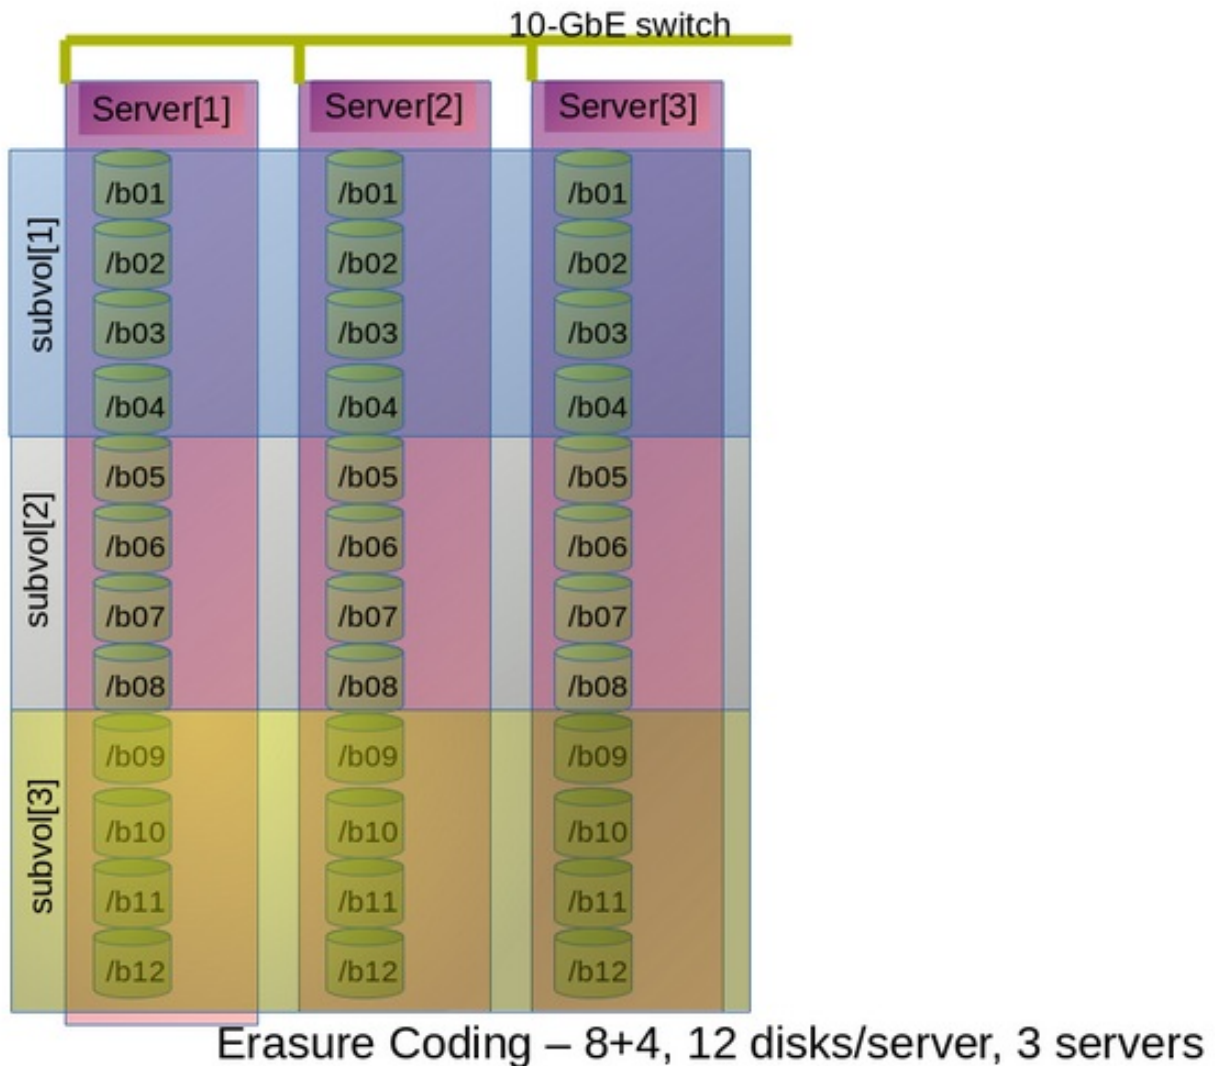 10-GbE switch
Server[1] Server[2] Server[3]
subvol[1]
/b01 /b01 /b01
/b02 /b02 /b02
/b03 /b03 /b03
/b04 /b04 /b04
subvol[2]
/b05 /b05 /b05
/b06 /b06 /b06
/b07 /b07 /b07
/b08 /b08 /b08
subvol[3]
/b09 /b09 /b09
/b10 /b10 /b10
/b11 /b11 /b11
/b12 /b12 /b12
Erasure Coding – 8+4, 12 disks/server, 3 servers